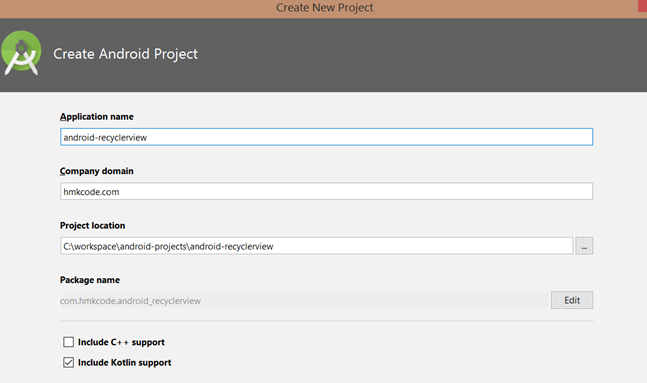 Create New Project
Create Android Project
Application name
android-recyclerview
Company domain
hmkcode.com
Project location
C:\workspace\android-projects\android-recyclerview
...
Package name
com.hmkcode.android_recyclerview
Edit
Include C++ support
Include Kotlin support